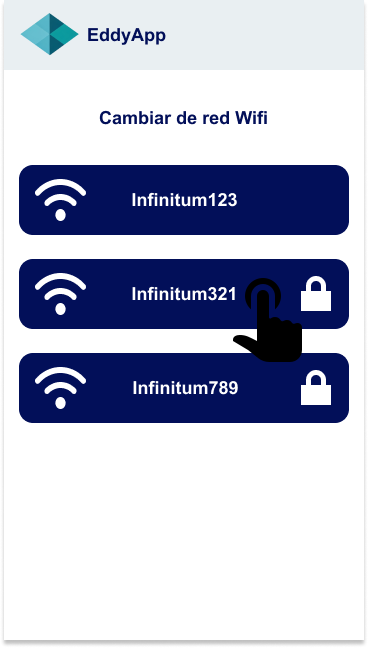 EddyApp
Cambiar de red Wifi
Infinitum123
Infinitum321
Infinitum789